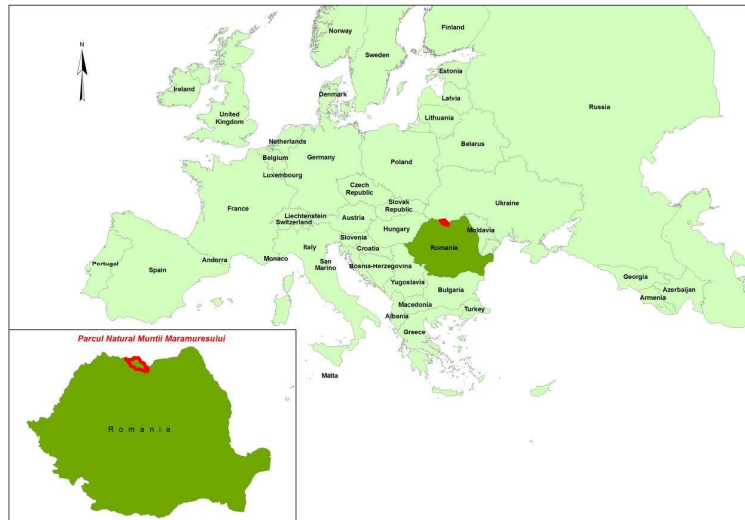 N
Norway
Finland
Sweden
Estonia
Russia
Latvia
Denmark
Lithuania
Ireland
United
Kingdom
Belarus
Netherlands
Belgium
Germany
Poland
Luxembourg
Czech
Republic
Slovak
Republic
Ukraine
France
Liechtenstein
Switzerland
Austria
Hungary
Moldavia
Slovenia
Romania
Croatia
Italy
San
Marino
Monaco
Andorra
Bosnia-Herzegovina
Portugal
Spain
Yugoslavia
Bulgaria
Georgia
Azerbaijan
Armenia
Macedonia
Albania
Turkey
Greece
Malta
Parcul Natural Muntii Maramuresului
Romania